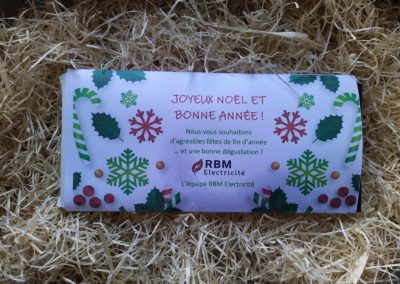 JOYEUX NOËL ET
BONNE ANNÉE !
Nous vous souhaitons
d'agréables fêtes de fin d'année
... et une bonne dégustation !
RBM
Electricité
L'équipe RBM Electricité